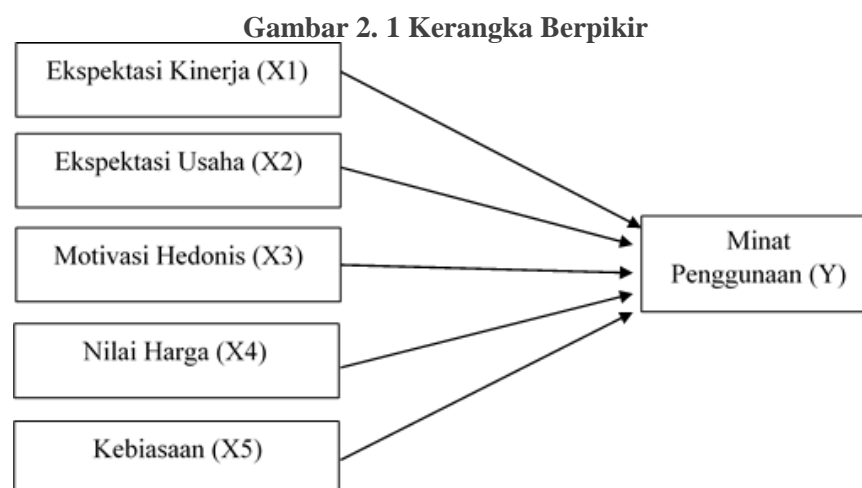 Gambar 2. 1 Kerangka Berpikir
Ekspektasi Kinerja (X1)
Ekspektasi Usaha (X2)
Motivasi Hedonis (X3)
Nilai Harga (X4)
Kebiasaan (X5)
Minat
Penggunaan (Y)